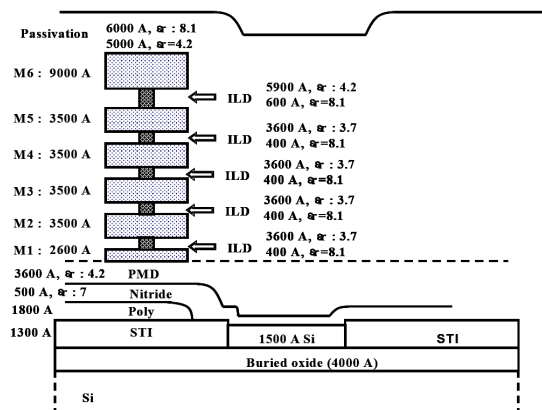 6000 A, εr : 8.1
Passivation 5000 A, εr=4.2
M6 : 9000 A
5900 A, εr : 4.2
ILD 600 A, εr=8.1
M5 : 3500 A
3600 A, εr : 3.7
ILD 400 A, εr=8.1
M4 : 3500 A
3600 A, εr : 3.7
ILD 400 A, εr=8.1
M3 : 3500 A
3600 A, εr : 3.7
ILD 400 A, εr=8.1
M2 : 3500 A
3600 A, εr : 3.7
M1 : 2600 A ILD 400 A, εr=8.1
3600 A, εr : 4.2 PMD
500 A, εr : 7 Nitride
1800 A Poly
1300 A STI 1500 A Si STI
Buried oxide (4000 A)
Si